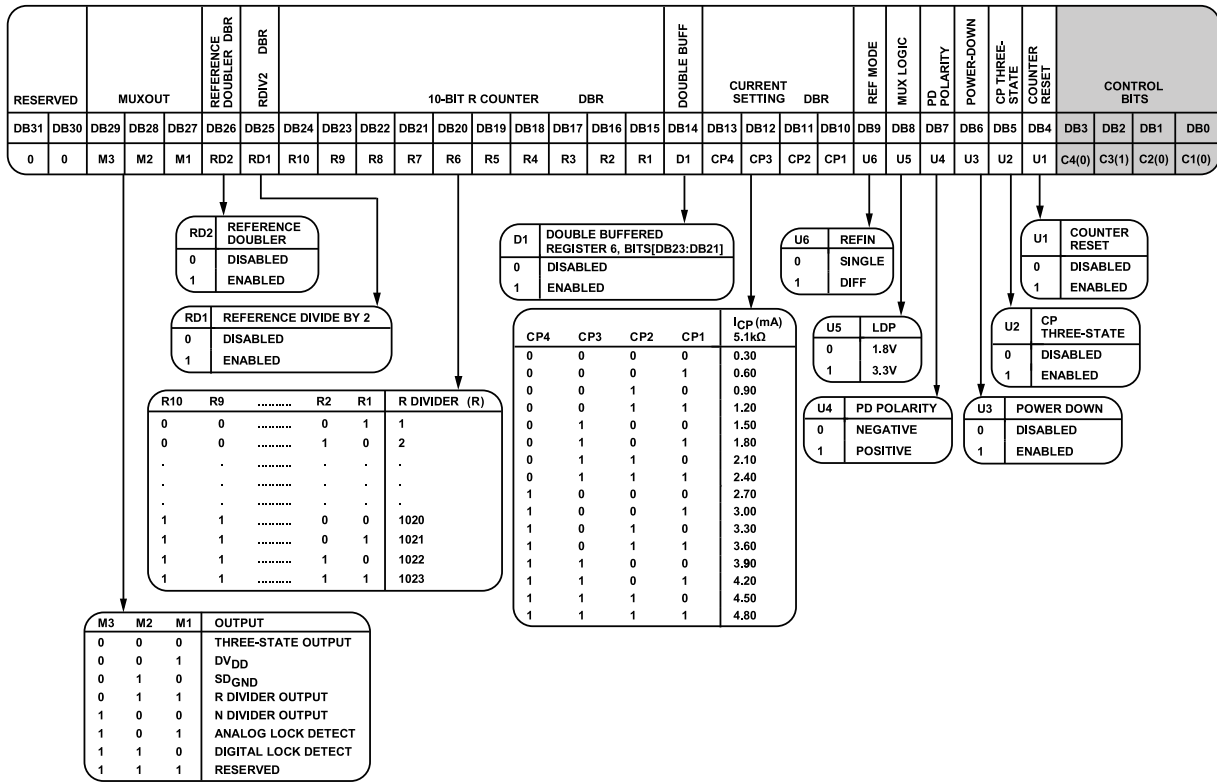 RESERVED
MUXOUT
REFERENCE
DOUBLER DBR
RDIV2 DBR
10-BIT R COUNTER DBR
DOUBLE BUFF
CURRENT
SETTING DBR
REF MODE
MUX LOGIC
PD
POLARITY
POWER-DOWN
CP THREE-
STATE
COUNTER
RESET
CONTROL
BITS
DB31 DB30 DB29 DB28 DB27 DB26 DB25 DB24 DB23 DB22 DB21 DB20 DB19 DB18 DB17 DB16 DB15 DB14 DB13 DB12 DB11 DB10 DB9 DB8 DB7 DB6 DB5 DB4 DB3 DB2 DB1 DB0
0 0 M3 M2 M1 RD2 RD1 R10 R9 R8 R7 R6 R5 R4 R3 R2 R1 D1 CP4 CP3 CP2 CP1 U6 U5 U4 U3 U2 U1 C4(0) C3(1) C2(0) C1(0)
RD2 REFERENCE
DOUBLER
0 DISABLED
1 ENABLED
RD1 REFERENCE DIVIDE BY 2
0 DISABLED
1 ENABLED
R10 R9 .......... R2 R1 R DIVIDER (R)
0 0 .......... 0 1 1
0 0 .......... 1 0 2
. . .......... . . .
. . .......... . . .
. . .......... . . .
1 1 .......... 0 0 1020
1 1 .......... 0 1 1021
1 1 .......... 1 0 1022
1 1 .......... 1 1 1023
M3 M2 M1 OUTPUT
0 0 0 THREE-STATE OUTPUT
0 0 1 DVDD
0 1 0 SDGND
0 1 1 R DIVIDER OUTPUT
1 0 0 N DIVIDER OUTPUT
1 0 1 ANALOG LOCK DETECT
1 1 0 DIGITAL LOCK DETECT
1 1 1 RESERVED
D1 DOUBLE BUFFERED
REGISTER 6, BITS[DB23:DB21]
0 DISABLED
1 ENABLED
ICP (mA)
CP4 CP3 CP2 CP1 5.1kΩ
0 0 0 0 0.30
0 0 0 1 0.60
0 0 1 0 0.90
0 0 1 1 1.20
0 1 0 0 1.50
0 1 0 1 1.80
0 1 1 0 2.10
0 1 1 1 2.40
1 0 0 0 2.70
1 0 0 1 3.00
1 0 1 0 3.30
1 0 1 1 3.60
1 1 0 0 3.90
1 1 0 1 4.20
1 1 1 0 4.50
1 1 1 1 4.80
U6 REFIN
0 SINGLE
1 DIFF
U5 LDP
0 1.8V
1 3.3V
U4 PD POLARITY
0 NEGATIVE
1 POSITIVE
U1 COUNTER
RESET
0 DISABLED
1 ENABLED
U2 CP
THREE-STATE
0 DISABLED
1 ENABLED
U3 POWER DOWN
0 DISABLED
1 ENABLED